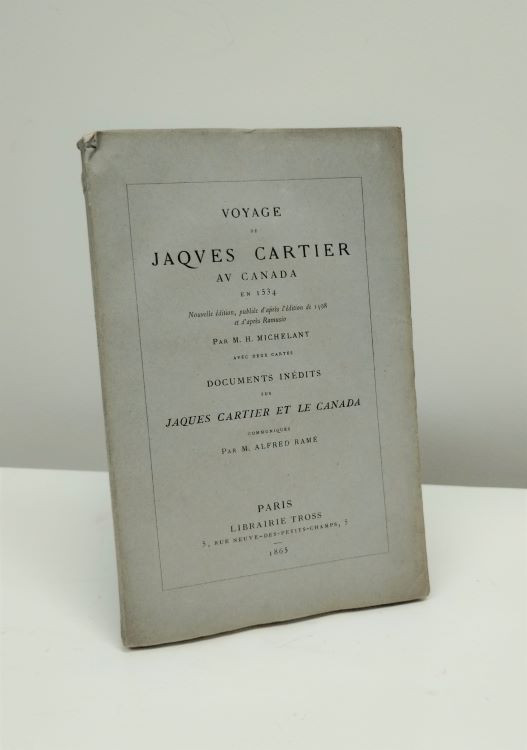 VOYAGE
DE
JAQVES CARTIER
AV CANADA
EN 1534
Nouvelle édition, publiée d'après l'édition de 1598
et d'après Ramusio
PAR M. H. MICHELANT
AVEC DEUX CARTES
DOCUMENTS INÉDITS
SUR
JAQUES CARTIER ET LE CANADA
COMMUNIQUÉS
PAR M. ALFRED RAMÉ
PARIS
LIBRAIRIE TROSS
5, RUE NEUVE-DES-PETITS-CHAMPS, 5
1865